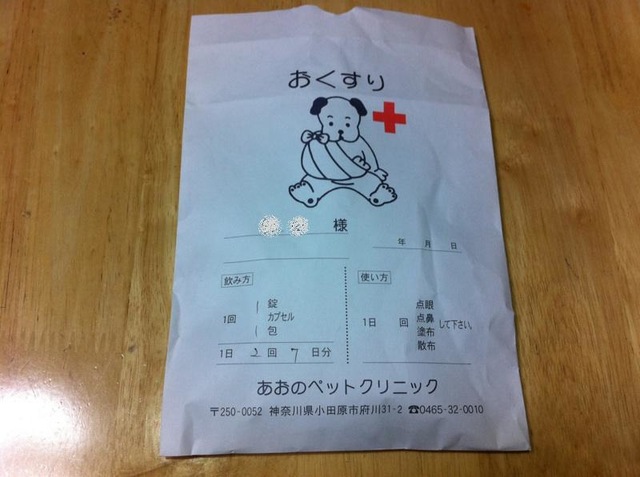 おくすり
様
年 月 日
飲み方
使い方
1回
1 錠
カプセル
1 包
1日 2 回 7 日分
1日 回
点眼
点鼻
塗布
散布
して下さい。
あおのペットクリニック
〒250-0052 神奈川県小田原市府川31-2 ☎0465-32-0010